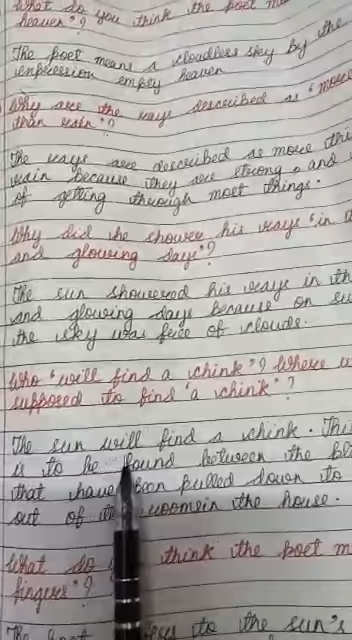 What do you think the poet me
heaven"?
The poet means a cloudless sky by the
expression empty heaven
Why are the rays described as "more
than rain"?
The rays are described as more th
rain because they are strong and
of getting through most things.
Why did he shower his rays "in
and glowing days"?
The sun showered his rays in th
and glowing days because on su
the sky was free of clouds.
Who "will find a chink"? Where
supposed to find "a chink"?
The sun will find a chink. Thi
is to be found between the bl
that have been pulled down to
out of the roomsin the house.
What do think the poet m
fingers"?
The to the sun's